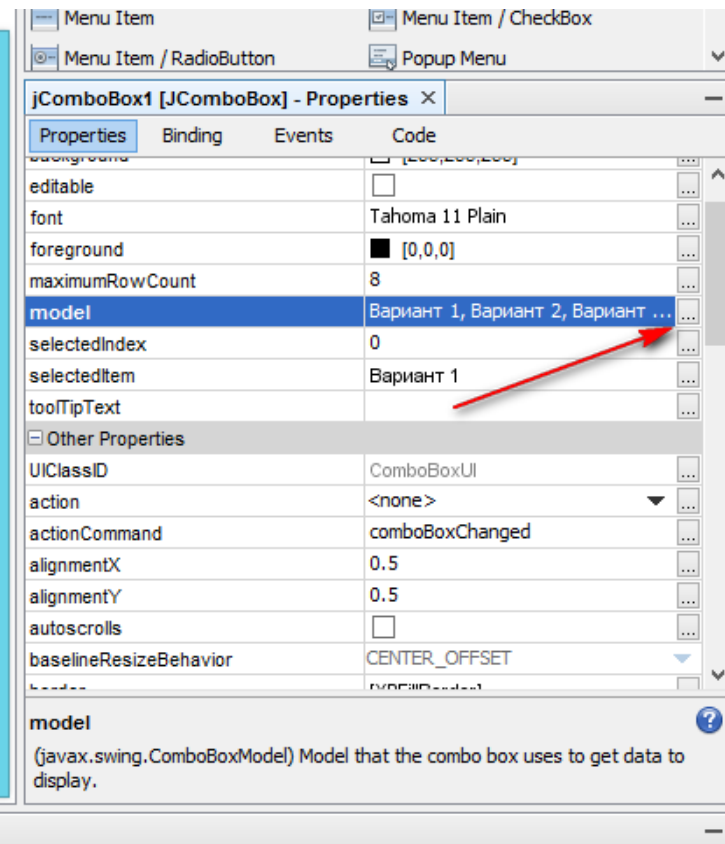 Menu Item Menu Item / CheckBox
Menu Item / RadioButton Popup Menu
jComboBox1 [JComboBox] - Properties ×
Properties Binding Events Code
editable ...
font Tahoma 11 Plain ...
foreground [0,0,0] ...
maximumRowCount 8 ...
model Вариант 1, Вариант 2, Вариант ... ...
selectedIndex 0 ...
selectedItem Вариант 1 ...
toolTipText ...
Other Properties
UIClassID ComboBoxUI ...
action <none> ...
actionCommand comboBoxChanged ...
alignmentX 0.5 ...
alignmentY 0.5 ...
autoscrolls ...
baselineResizeBehavior CENTER_OFFSET
model
(javax.swing.ComboBoxModel) Model that the combo box uses to get data to
display.